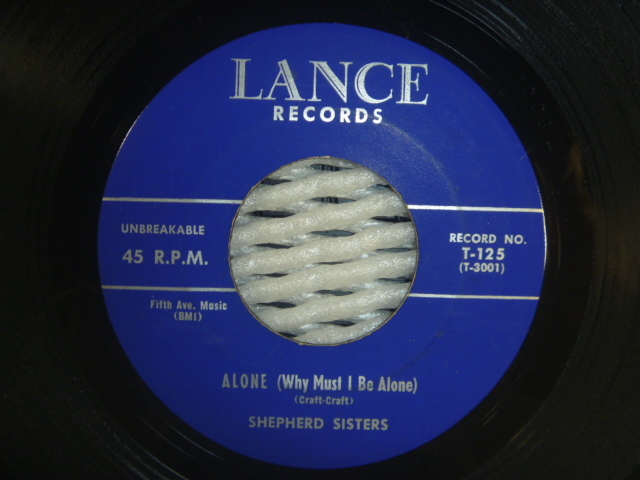 LANCE
RECORDS
UNBREAKABLE
45 R.P.M.
RECORD NO.
T-125
(T-3001)
Fifth Ave. Music
(BMI)
ALONE (Why Must I Be Alone)
(Craft-Craft)
SHEPHERD SISTERS